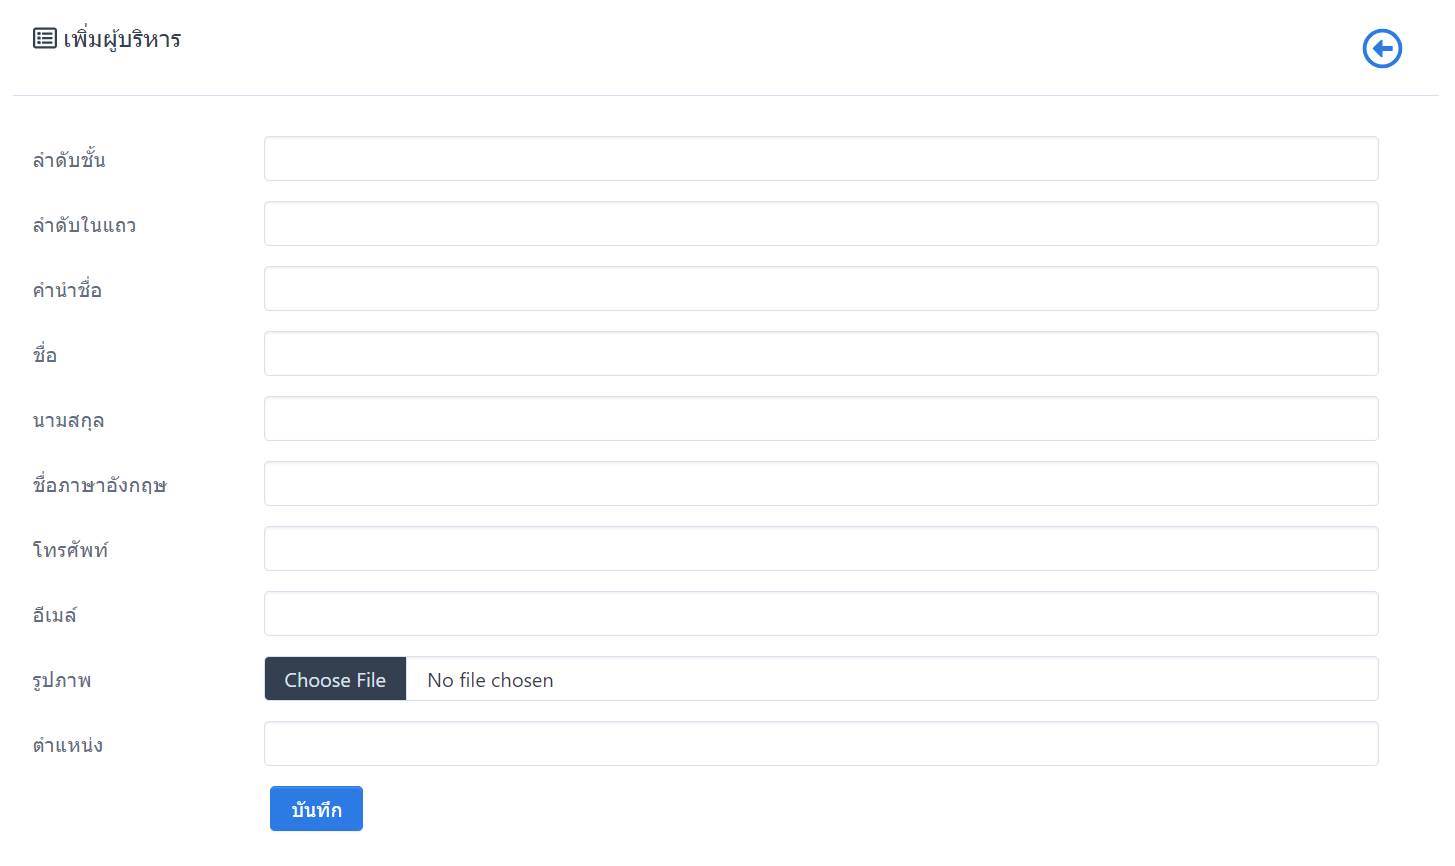 เพิ่มผู้บริหาร
ลำดับชั้น
ลำดับในแถว
คำนำชื่อ
ชื่อ
นามสกุล
ชื่อภาษาอังกฤษ
โทรศัพท์
อีเมล์
รูปภาพ Choose File No file chosen
ตำแหน่ง
บันทึก